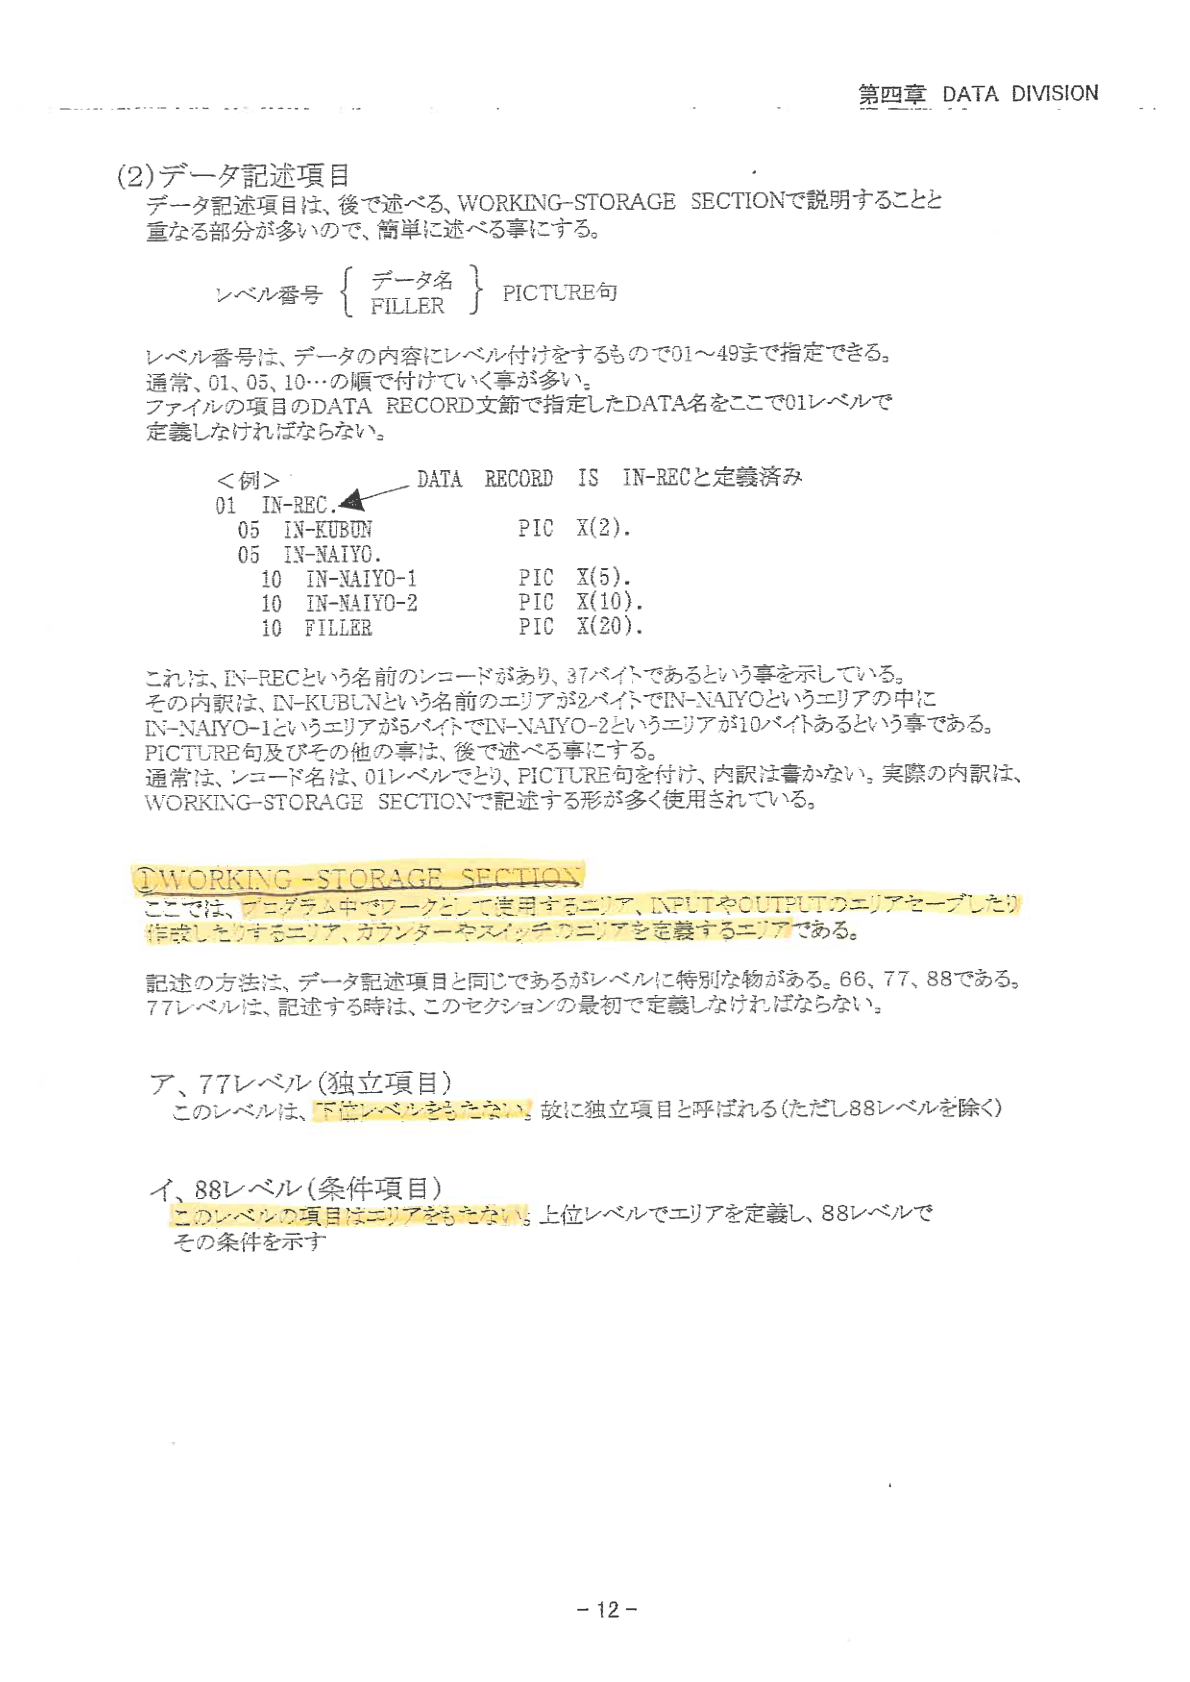 第四章 DATA DIVISION
(2)データ記述項目
データ記述項目は、後で述べる、WORKING-STORAGE SECTIONで説明することと
重なる部分が多いので、簡単に述べる事にする。
レベル番号 { データ名 } PICTURE句
FILLER
レベル番号は、データの内容にレベル付けをするもので01～49まで指定できる。
通常、01、05、10…の順で付けていく事が多い。
ファイルの項目のDATA RECORD文節で指定したDATA名をここで01レベルで
定義しなければならない。
＜例＞ DATA RECORD IS IN-RECと定義済み
01 IN-REC.
05 IN-KUBUN PIC X(2).
05 IN-NAIYO.
10 IN-NAIYO-1 PIC X(5).
10 IN-NAIYO-2 PIC X(10).
10 FILLER PIC X(20).
これは、IN-RECという名前のレコードがあり、37バイトであるという事を示している。
その内訳は、IN-KUBUNという名前のエリアが2バイトでIN-NAIYOというエリアの中に
IN-NAIYO-1というエリアが5バイトでIN-NAIYO-2というエリアが10バイトあるという事である。
PICTURE句及びその他の事は、後で述べる事にする。
通常は、レコード名は、01レベルでとり、PICTURE句を付け、内訳は書かない。実際の内訳は、
WORKING-STORAGE SECTIONで記述する形が多く使用されている。
①WORKING-STORAGE SECTION
ここでは、プログラム中でワークとして使用するエリア、INPUTやOUTPUTのエリアセーブしたり
作成したりするエリア、カウンターやスイッチのエリアを定義するエリアである。
記述の方法は、データ記述項目と同じであるがレベルに特別な物がある。66、77、88である。
77レベルは、記述する時は、このセクションの最初で定義しなければならない。
ア、77レベル(独立項目)
このレベルは、下位レベルをもたない。故に独立項目と呼ばれる(ただし88レベルを除く)
イ、88レベル(条件項目)
このレベルの項目はエリアをもたない。上位レベルでエリアを定義し、88レベルで
その条件を示す
- 12 -